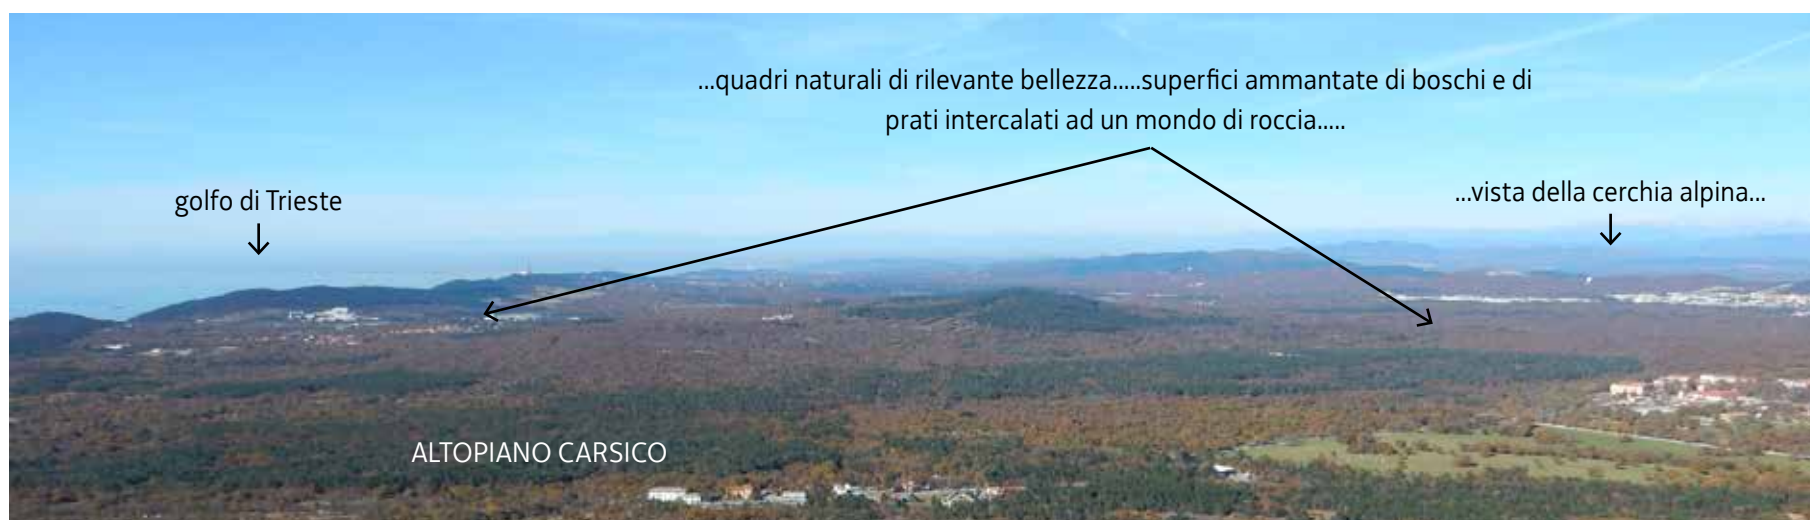 ...quadri naturali di rilevante bellezza.....superfici ammantate di boschi e di
prati intercalati ad un mondo di roccia.....
golfo di Trieste
...vista della cerchia alpina...
ALTOPIANO CARSICO